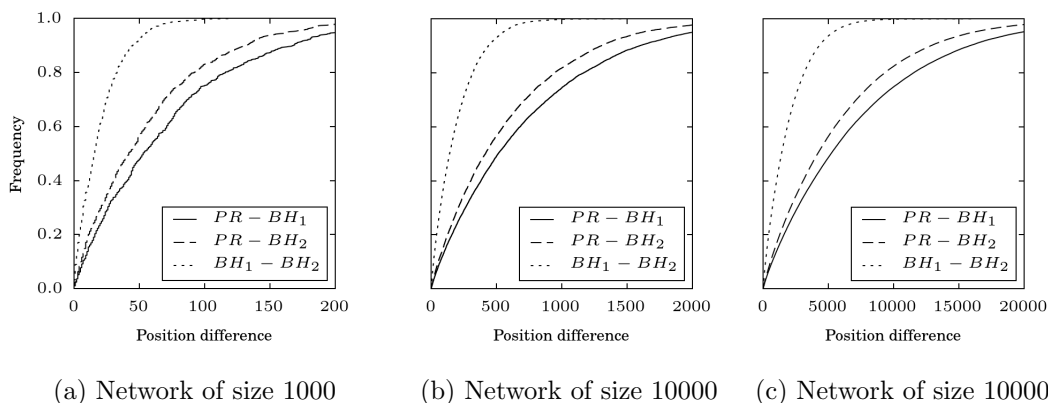 1.0
0.8
0.6
0.4
0.2
0.0
Frequency
0 50 100 150 200
Position difference
PR − BH₁
PR − BH₂
BH₁ − BH₂
(a) Network of size 1000
0 500 1000 1500 2000
Position difference
PR − BH₁
PR − BH₂
BH₁ − BH₂
(b) Network of size 10000
0 5000 10000 15000 20000
Position difference
PR − BH₁
PR − BH₂
BH₁ − BH₂
(c) Network of size 10000